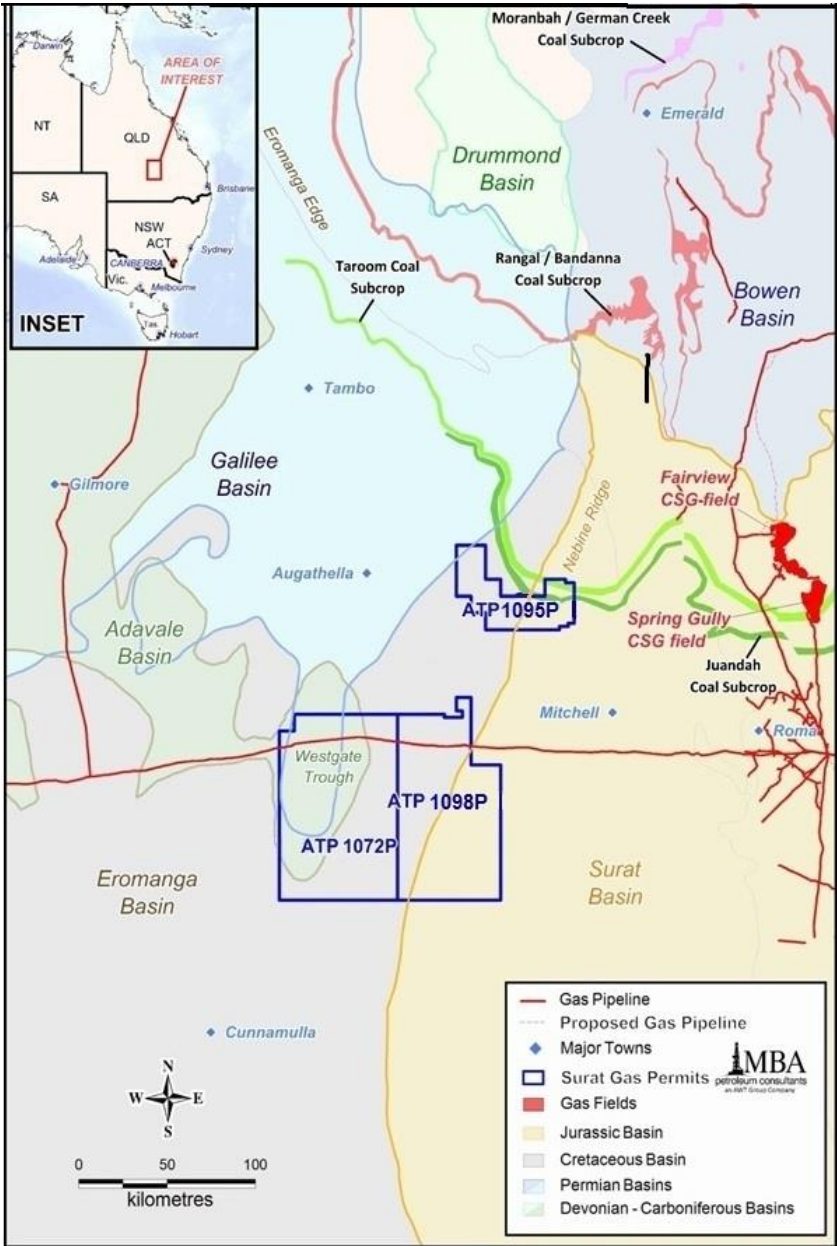 Darwin
AREA OF
INTEREST
NT
QLD
SA
Brisbane
NSW
ACT
Sydney
Adelaide
CANBERRA
Vic.
Melbourne
Tas.
Hobart
INSET
Moranbah / German Creek
Coal Subcrop
Emerald
Eromanga Edge
Drummond
Basin
Taroom Coal
Subcrop
Rangal / Bandanna
Coal Subcrop
Bowen
Basin
Tambo
Galilee
Basin
Gilmore
Nebine Ridge
Fairview
CSG-field
Augathella
ATP 1095P
Adavale
Basin
Spring Gully
CSG field
Juandah
Coal Subcrop
Mitchell
Roma
Westgate
Trough
ATP 1098P
ATP 1072P
Eromanga
Basin
Surat
Basin
Cunnamulla
N
W
E
S
0 50 100
kilometres
Gas Pipeline
Proposed Gas Pipeline
Major Towns
Surat Gas Permits
MBA
petroleum consultants
an AWT Group Company
Gas Fields
Jurassic Basin
Cretaceous Basin
Permian Basins
Devonian - Carboniferous Basins